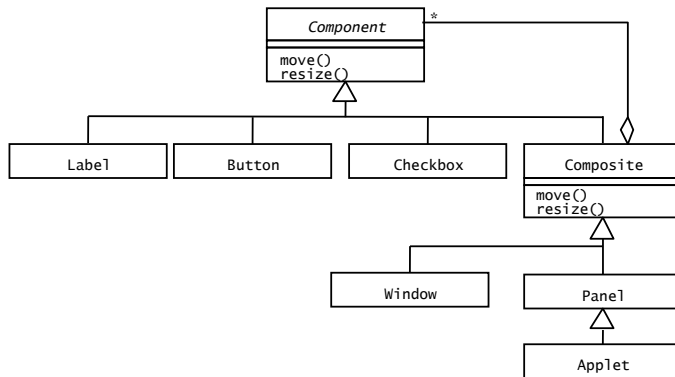 Component
*
move()
resize()
Label
Button
Checkbox
Composite
move()
resize()
Window
Panel
Applet